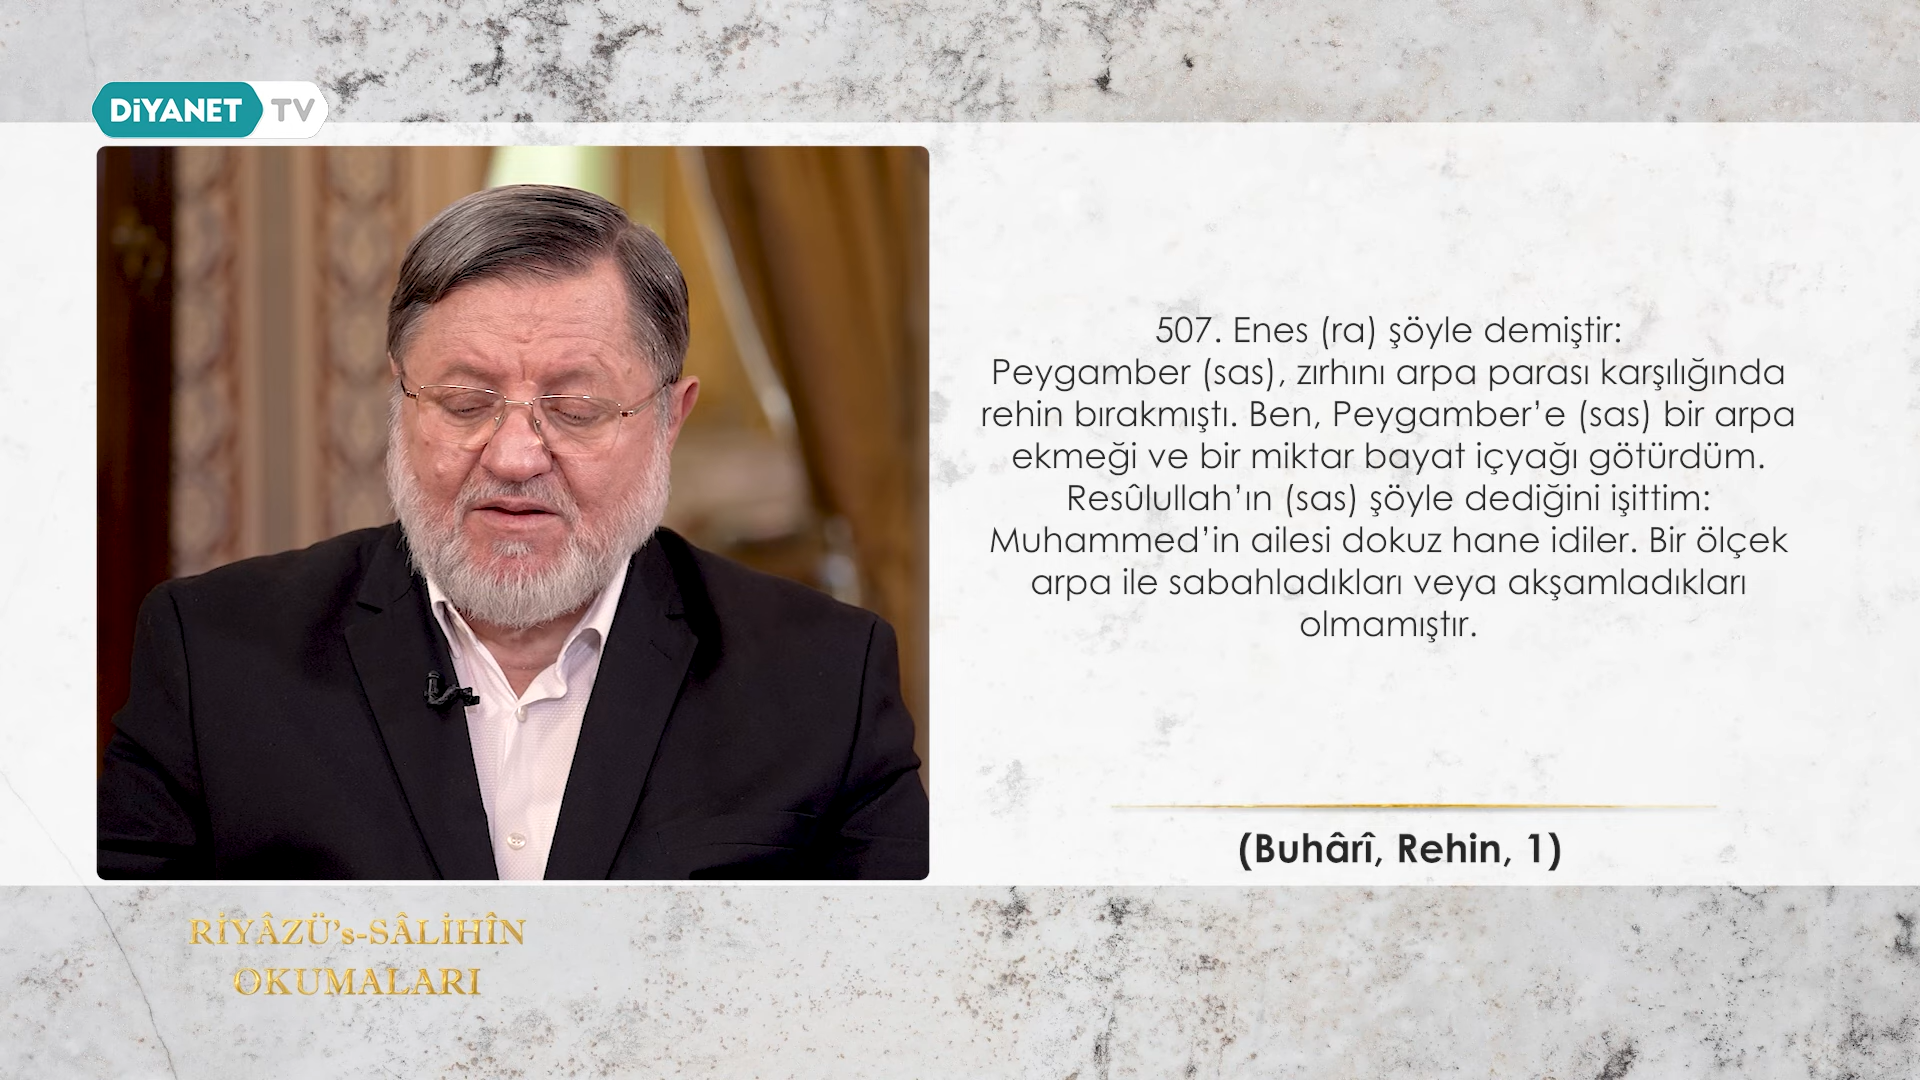 DİYANET TV
507. Enes (ra) şöyle demiştir:
Peygamber (sas), zırhını arpa parası karşılığında
rehin bırakmıştı. Ben, Peygamber’e (sas) bir arpa
ekmeği ve bir miktar bayat içyağı götürdüm.
Resûlullah’ın (sas) şöyle dediğini işittim:
Muhammed’in ailesi dokuz hane idiler. Bir ölçek
arpa ile sabahladıkları veya akşamladıkları
olmamıştır.
(Buhârî, Rehin, 1)
RİYÂZÜ’s-SÂLİHÎN
OKUMALARI